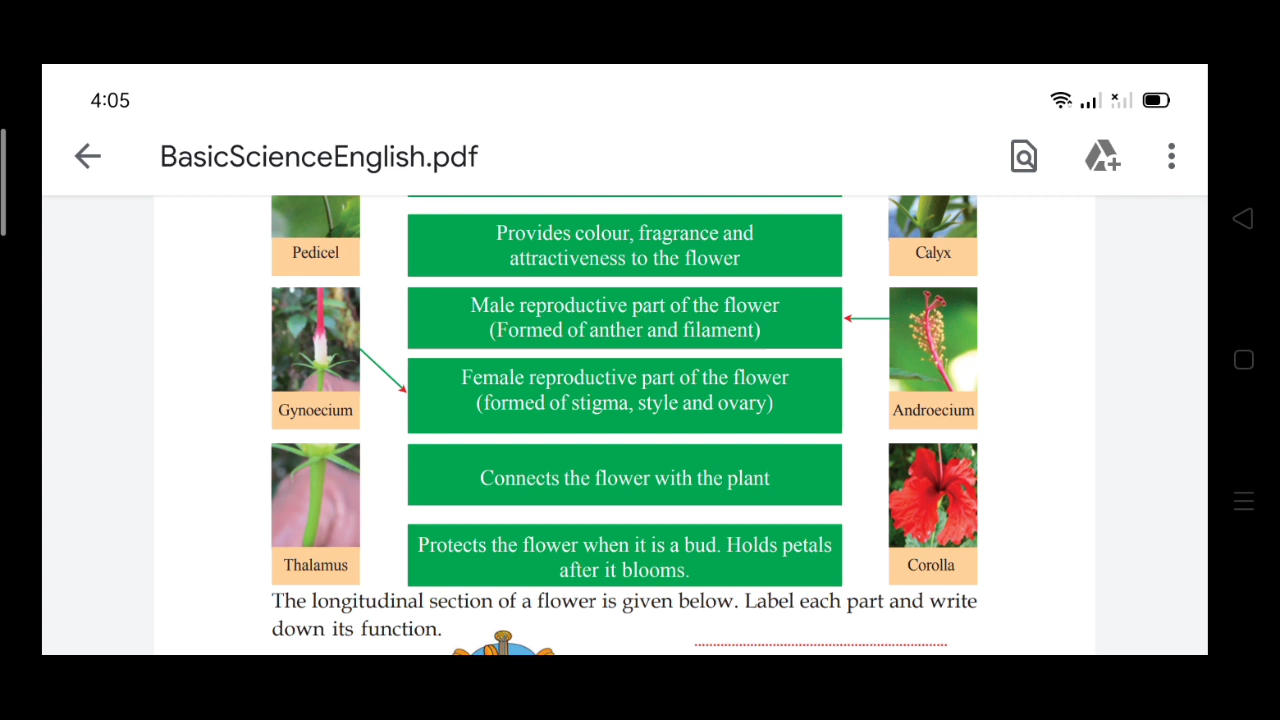 4:05
BasicScienceEnglish.pdf
Provides colour, fragrance and
attractiveness to the flower
Pedicel
Calyx
Male reproductive part of the flower
(Formed of anther and filament)
Female reproductive part of the flower
(formed of stigma, style and ovary)
Gynoecium
Androecium
Connects the flower with the plant
Protects the flower when it is a bud. Holds petals
after it blooms.
Thalamus
Corolla
The longitudinal section of a flower is given below. Label each part and write
down its function.